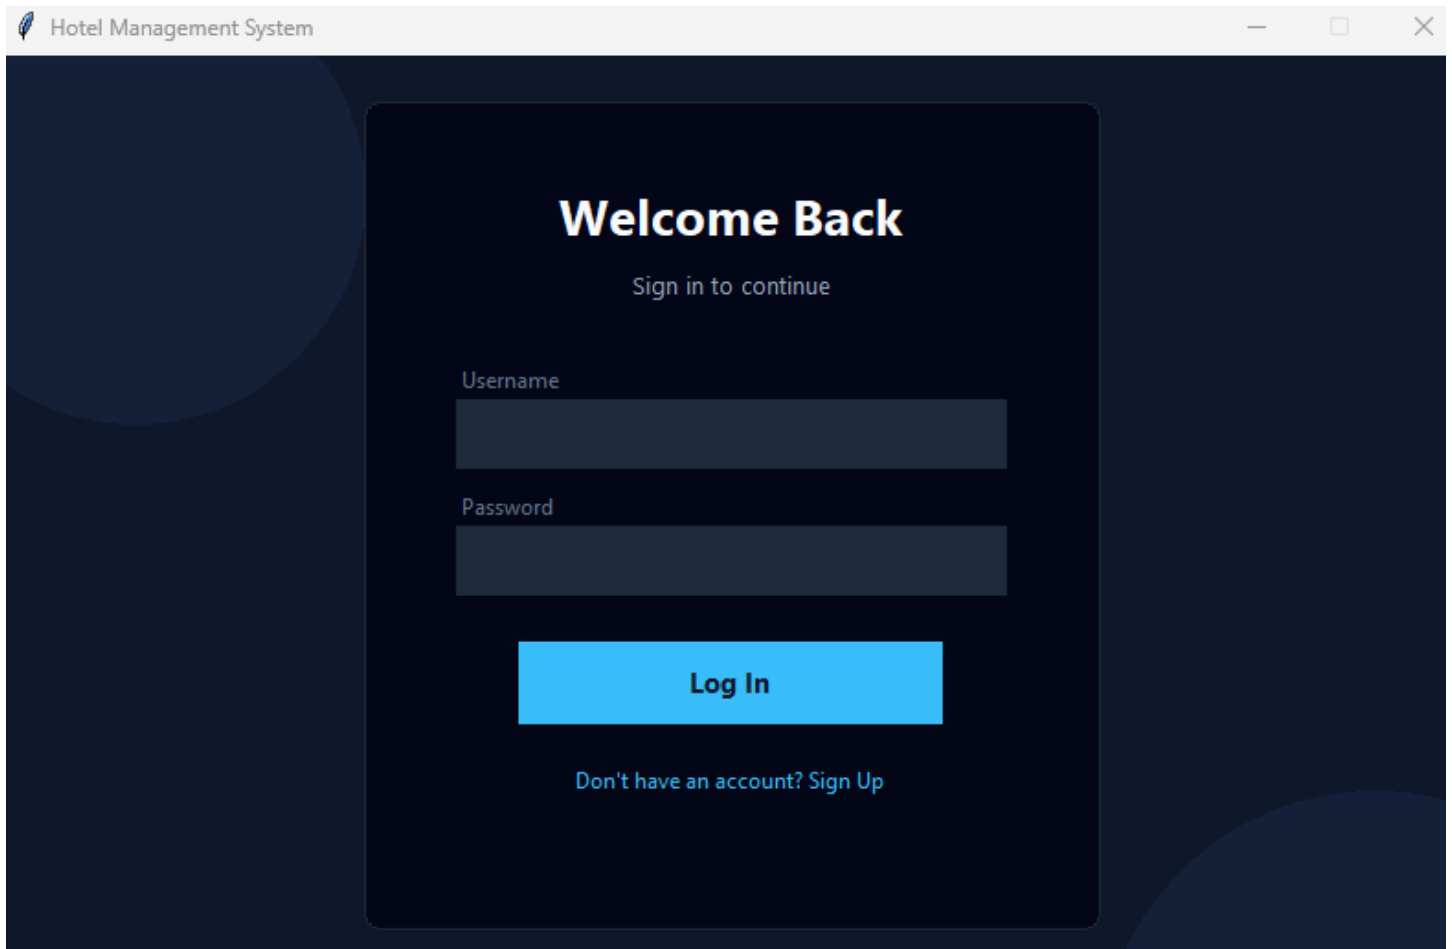 Hotel Management System
Welcome Back
Sign in to continue
Username
Password
Log In
Don't have an account? Sign Up